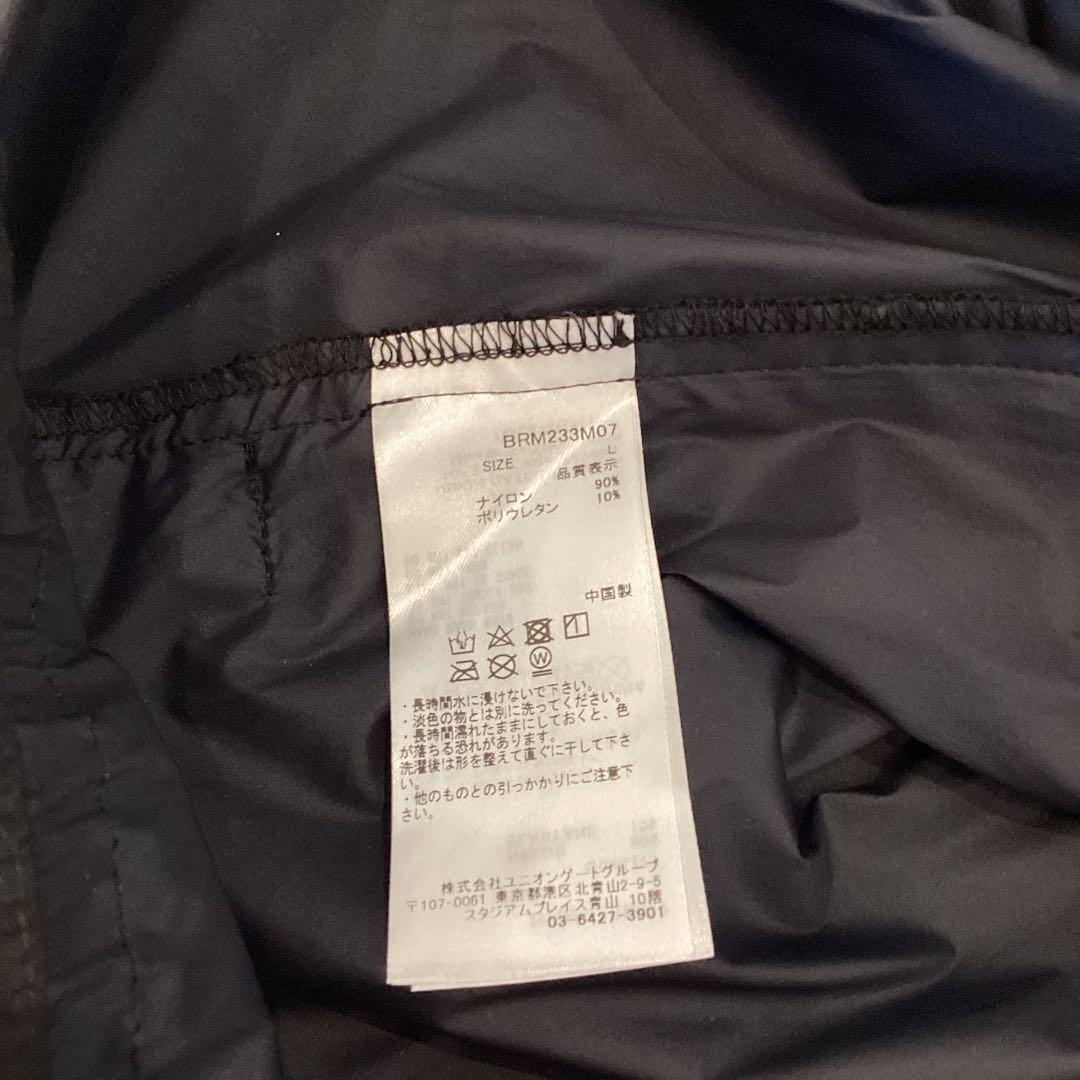 BRM233M07
SIZE L
品質表示
ナイロン 90%
ポリウレタン 10%
中国製
W
・長時間水に浸けないで下さい。
・淡色の物とは別に洗ってください。
・長時間濡れたままにしておくと、色
が落ちる恐れがあります。
洗濯後は形を整えて直ぐに干して下さ
い。
・他のものとの引っかかりにご注意下
さい。
株式会社ユニオンゲートグループ
〒107-0061 東京都港区北青山2-9-5
スタジアムプレイス青山 10階
03-6427-3901